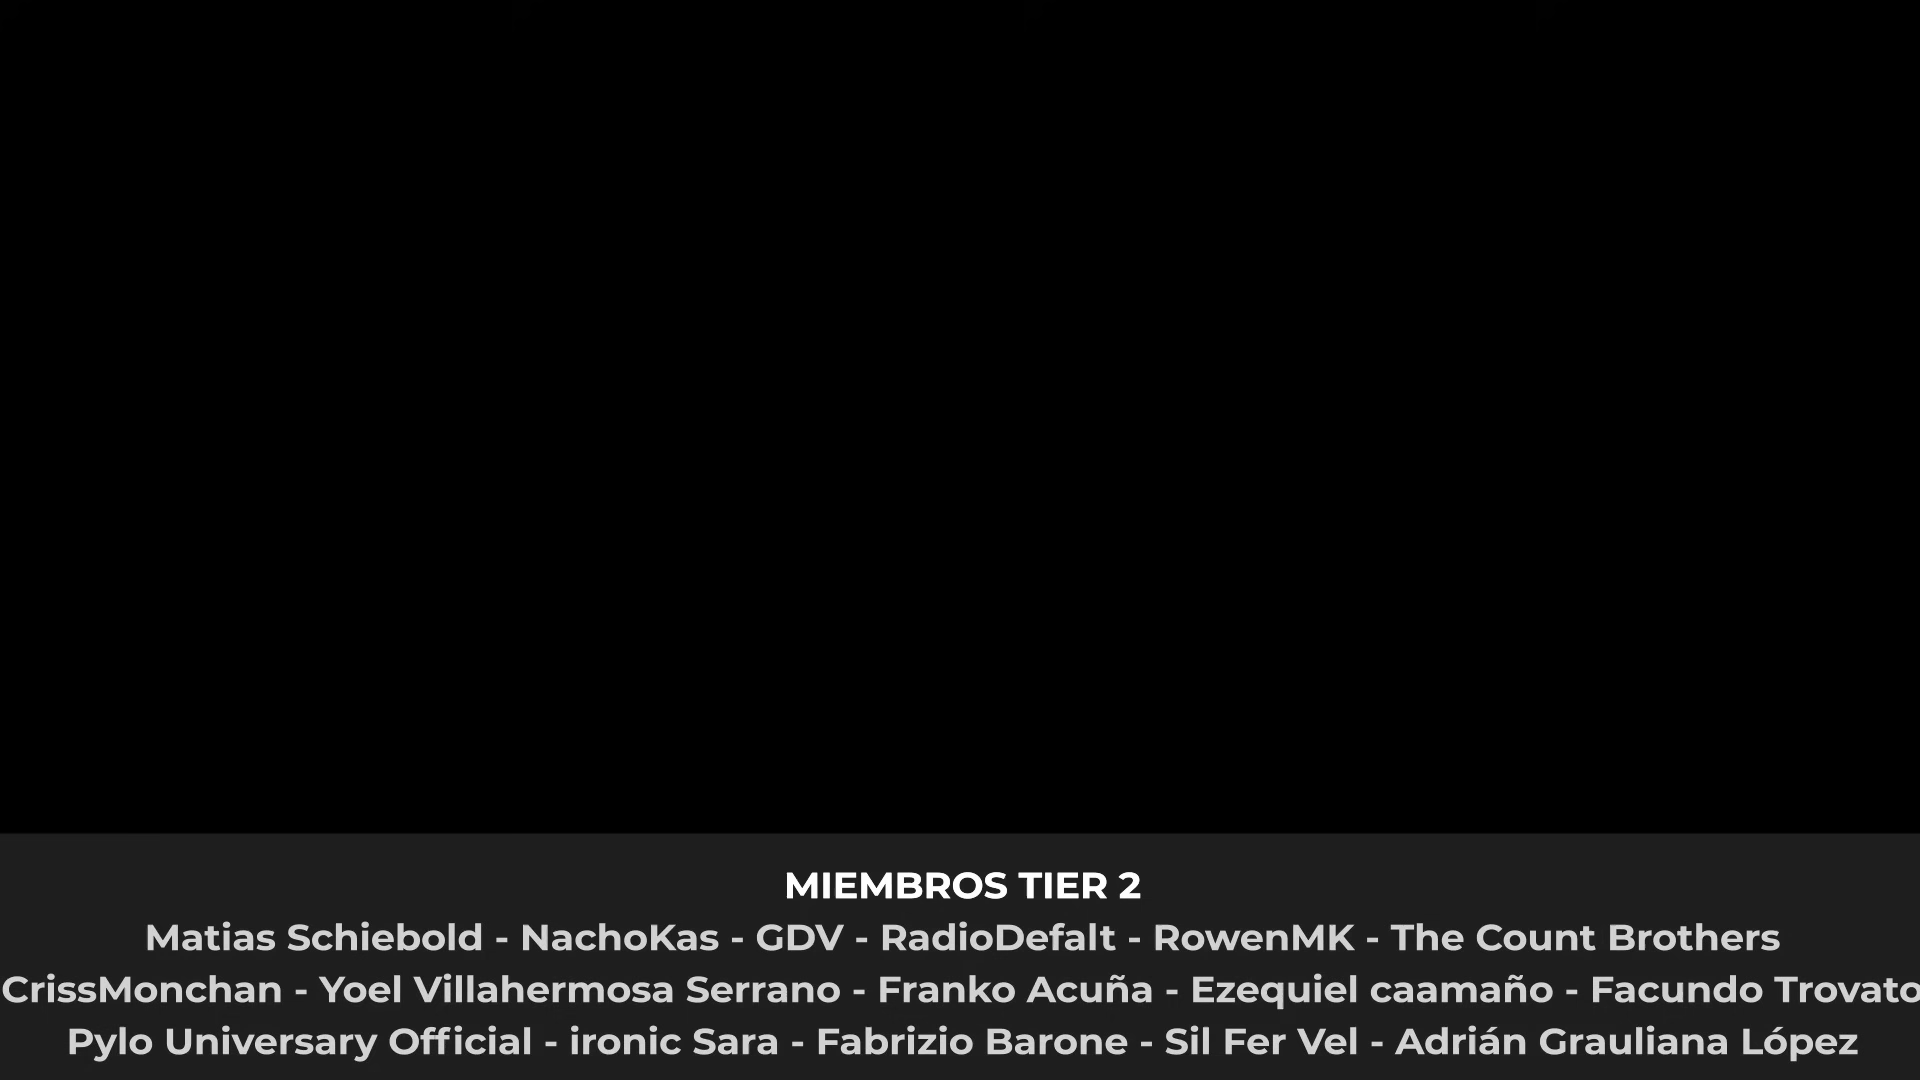 MIEMBROS TIER 2
Matias Schiebold - NachoKas - GDV - RadioDefalt - RowenMK - The Count Brothers
CrissMonchan - Yoel Villahermosa Serrano - Franko Acuña - Ezequiel caamaño - Facundo Trovato
Pylo Universary Official - ironic Sara - Fabrizio Barone - Sil Fer Vel - Adrián Grauliana López